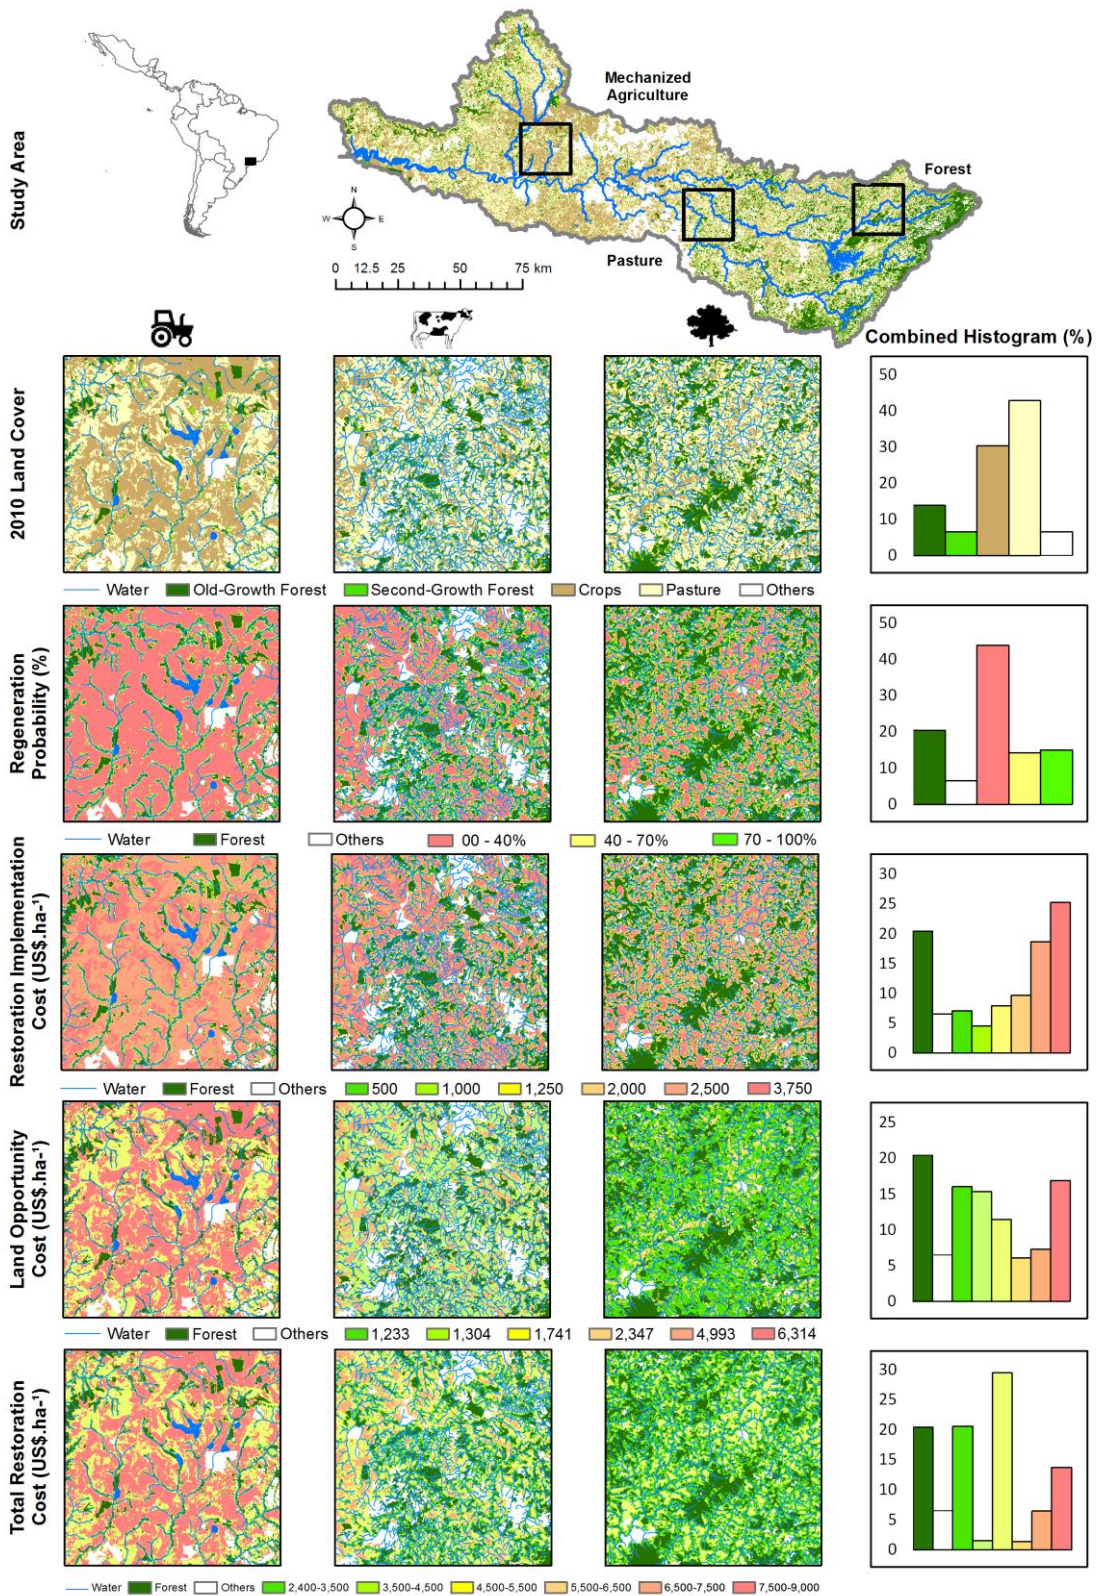 Study Area
Mechanized
Agriculture
Forest
Pasture
N
W
E
S
0 12.5 25 50 75 km
Combined Histogram (%)
2010 Land Cover
50
40
30
20
10
0
Water Old-Growth Forest Second-Growth Forest Crops Pasture Others
Regeneration
Probability (%)
50
40
30
20
10
0
Water Forest Others 00 - 40% 40 - 70% 70 - 100%
Restoration Implementation
Cost (US$.ha⁻¹)
30
25
20
15
10
5
0
Water Forest Others 500 1,000 1,250 2,000 2,500 3,750
Land Opportunity
Cost (US$.ha⁻¹)
25
20
15
10
5
0
Water Forest Others 1,233 1,304 1,741 2,347 4,993 6,314
Total Restoration
Cost (US$.ha⁻¹)
30
25
20
15
10
5
0
Water Forest Others 2,400-3,500 3,500-4,500 4,500-5,500 5,500-6,500 6,500-7,500 7,500-9,000